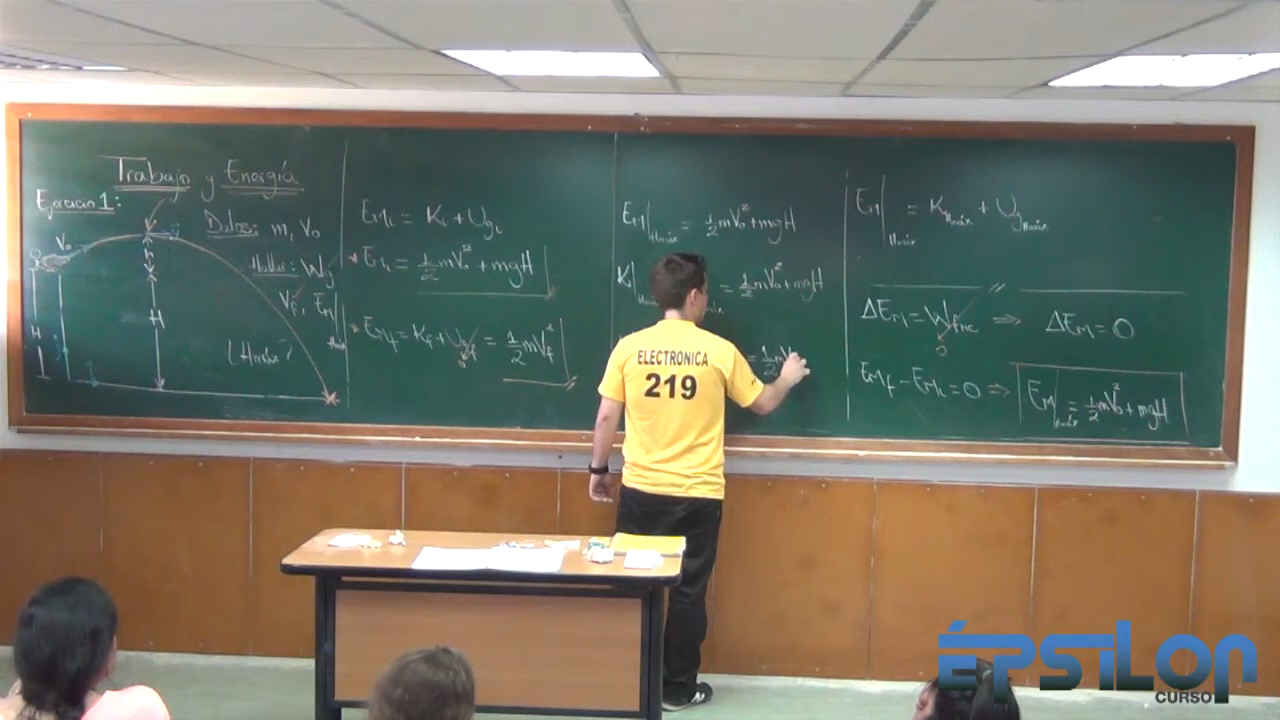 Trabajo y Energía
Ejercicio 1:
Datos: m, V₀
Hallar: Wg
V_f, E_M|
¿Hmáx?
V₀
H
h
H
E_Mi = K_i + U_gi
* E_Mi = ½mV₀² + mgH
* E_Mf = K_f + U_gf = ½mV_f²
0
E_M|Hmáx = ½mV₀² + mgH
K|
= ½mV₀² + mgH
= ½mV
E_M|Hmáx = K_Hmáx + U_gHmáx
ΔE_M = W_fnc ⇒ ΔE_M = 0
0
E_Mf - E_Mi = 0 ⇒ E_M|Hmáx = ½mV₀² + mgH
ELECTRONICA
219
ÉPSILON
CURSO